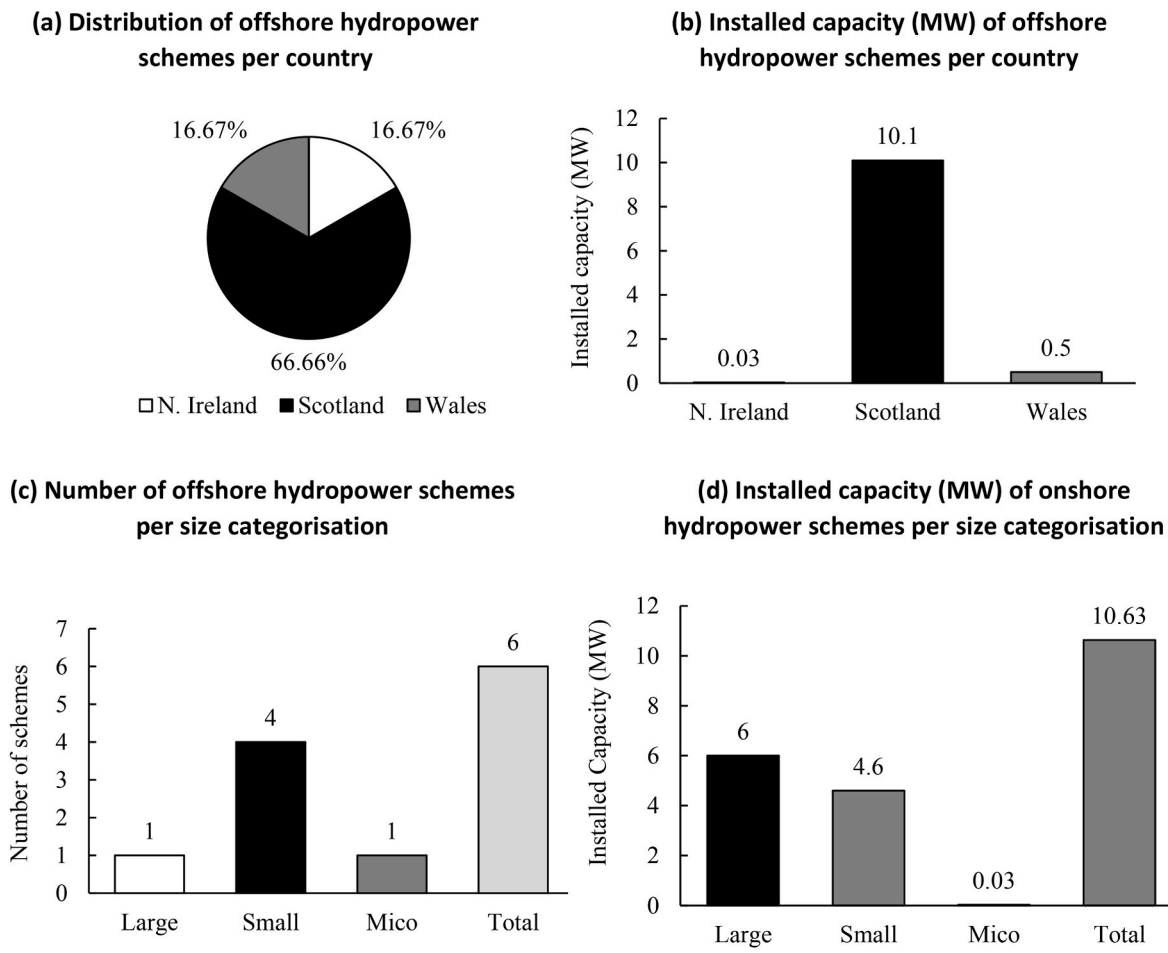 (a) Distribution of offshore hydropower
schemes per country
16.67%
16.67%
66.66%
N. Ireland
Scotland
Wales
(b) Installed capacity (MW) of offshore
hydropower schemes per country
Installed capacity (MW)
12
10
8
6
4
2
0
0.03
10.1
0.5
N. Ireland
Scotland
Wales
(c) Number of offshore hydropower schemes
per size categorisation
Number of schemes
7
6
5
4
3
2
1
0
1
4
1
6
Large
Small
Mico
Total
(d) Installed capacity (MW) of onshore
hydropower schemes per size categorisation
Installed Capacity (MW)
12
10
8
6
4
2
0
6
4.6
0.03
10.63
Large
Small
Mico
Total